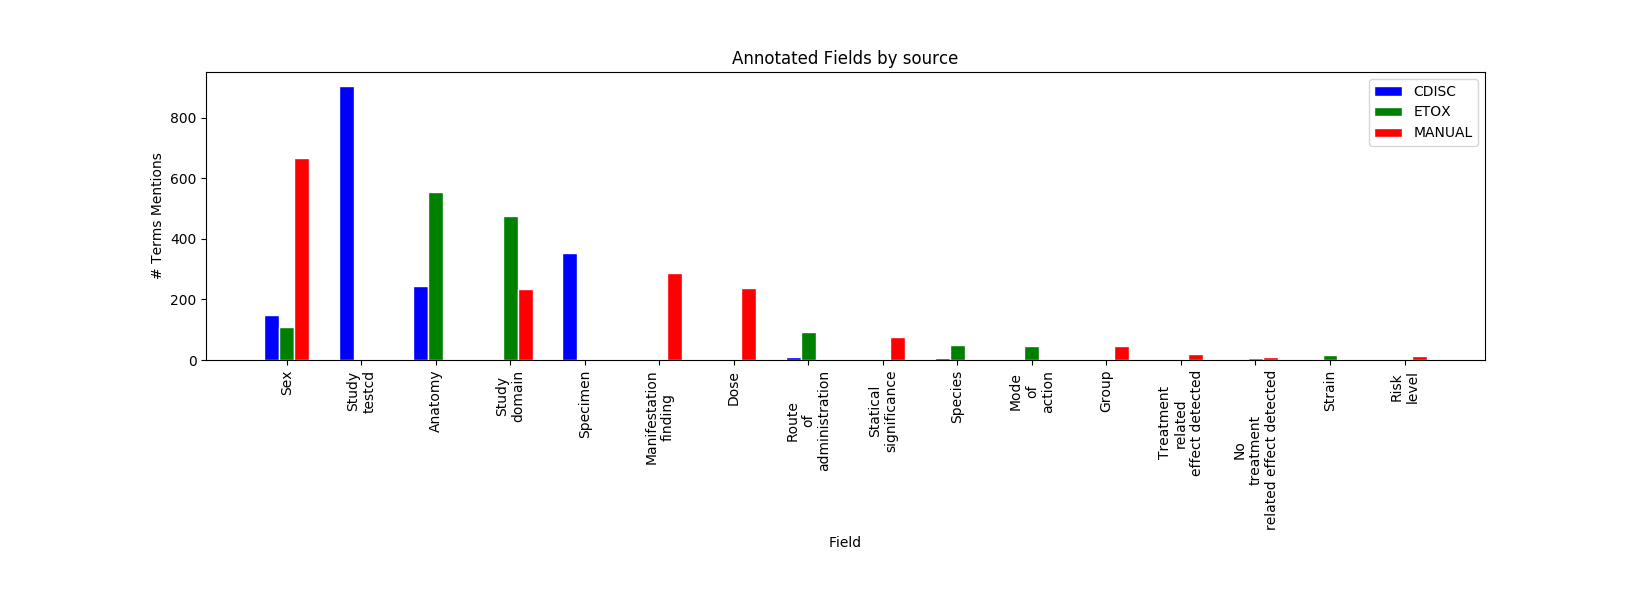 Annotated Fields by source
CDISC
ETOX
MANUAL
# Terms Mentions
800
600
400
200
0
Sex
Study
testcd
Anatomy
Study
domain
Specimen
Manifestation
finding
Dose
Route
of
administration
Statical
significance
Species
Mode
of
action
Group
Treatment
related
effect detected
No
treatment
related effect detected
Strain
Risk
level
Field